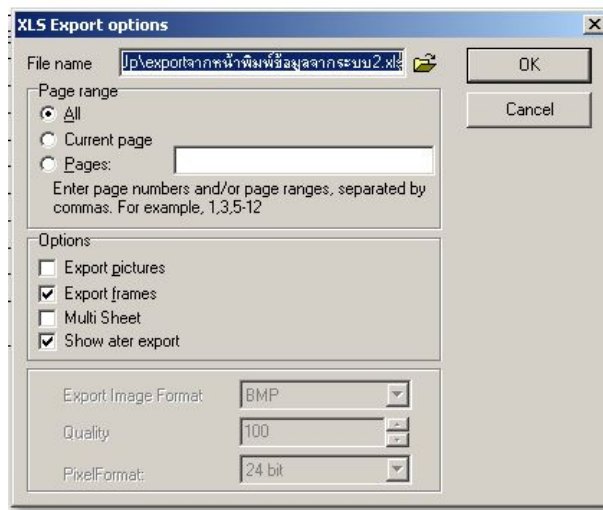 XLS Export options
File name Jp\exportจากหน้าพิมพ์ข้อมูลจากระบบ2.xls
OK
Page range
All
Cancel
Current page
Pages:
Enter page numbers and/or page ranges, separated by
commas. For example, 1,3,5-12
Options
Export pictures
Export frames
Multi Sheet
Show ater export
Export Image Format BMP
Quality 100
PixelFormat: 24 bit